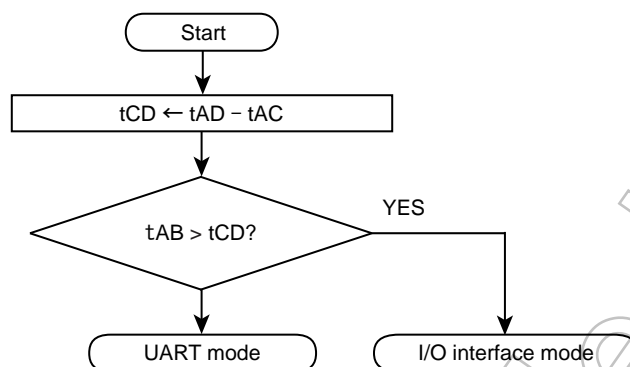 Start
tCD ← tAD − tAC
tAB > tCD?
YES
UART mode
I/O interface mode